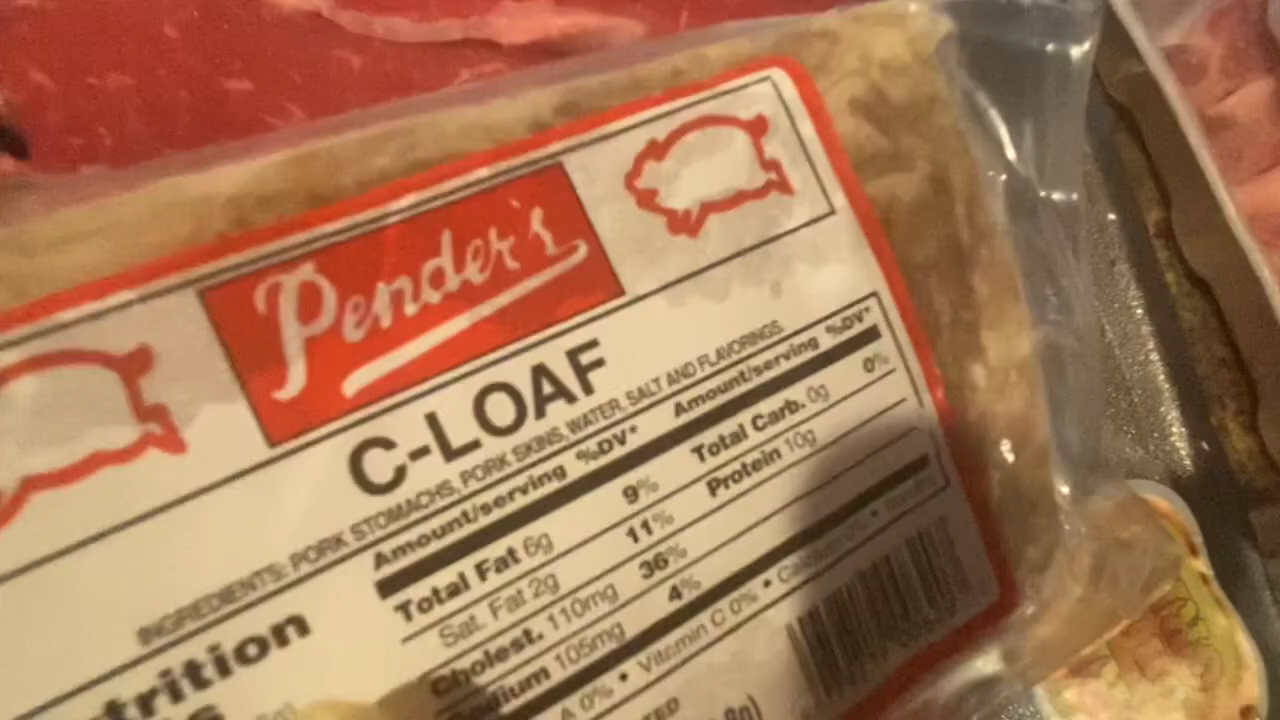 Pender's
C-LOAF
INGREDIENTS: PORK STOMACHS, PORK SKINS, WATER, SALT AND FLAVORINGS.
Amount/serving %DV* Amount/serving %DV*
Total Fat 6g 9% Total Carb. 0g 0%
Sat. Fat 2g 11% Protein 10g
Cholest. 110mg 36%
Sodium 105mg 4%
trition
A 0% • Vitamin C 0% •